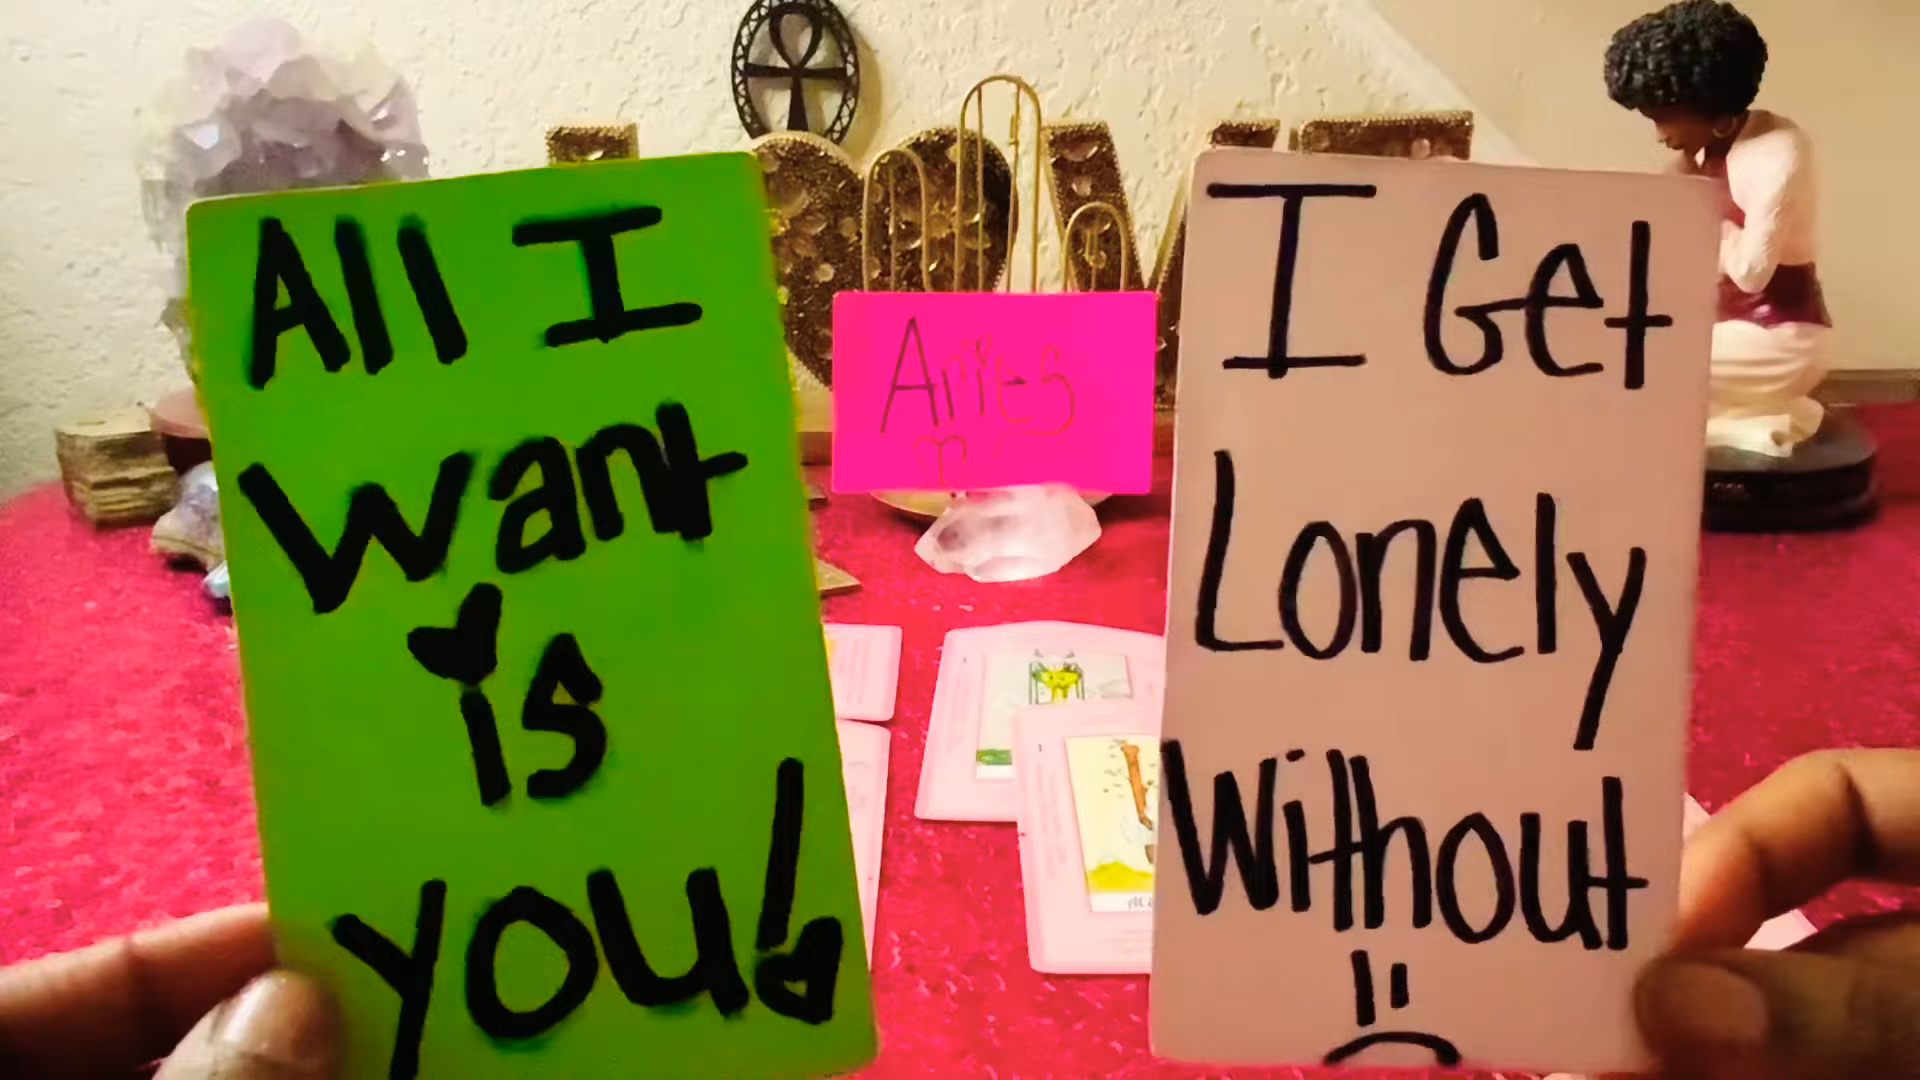 All I
Want
is
you!
Aries
I Get
Lonely
Without